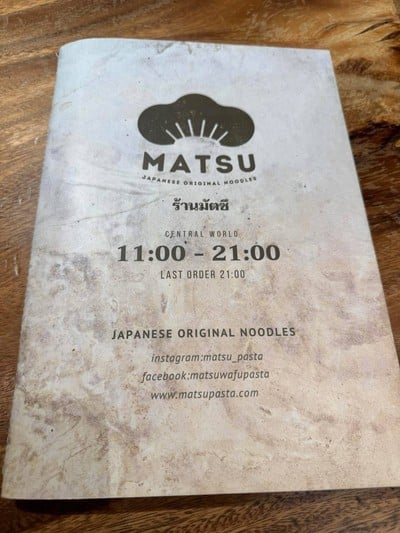 MATSU
JAPANESE ORIGINAL NOODLES
ร้านมัตซึ
CENTRAL WORLD
11:00 - 21:00
LAST ORDER 21:00
JAPANESE ORIGINAL NOODLES
instagram:matsu_pasta
facebook:matsuwafupasta
www.matsupasta.com